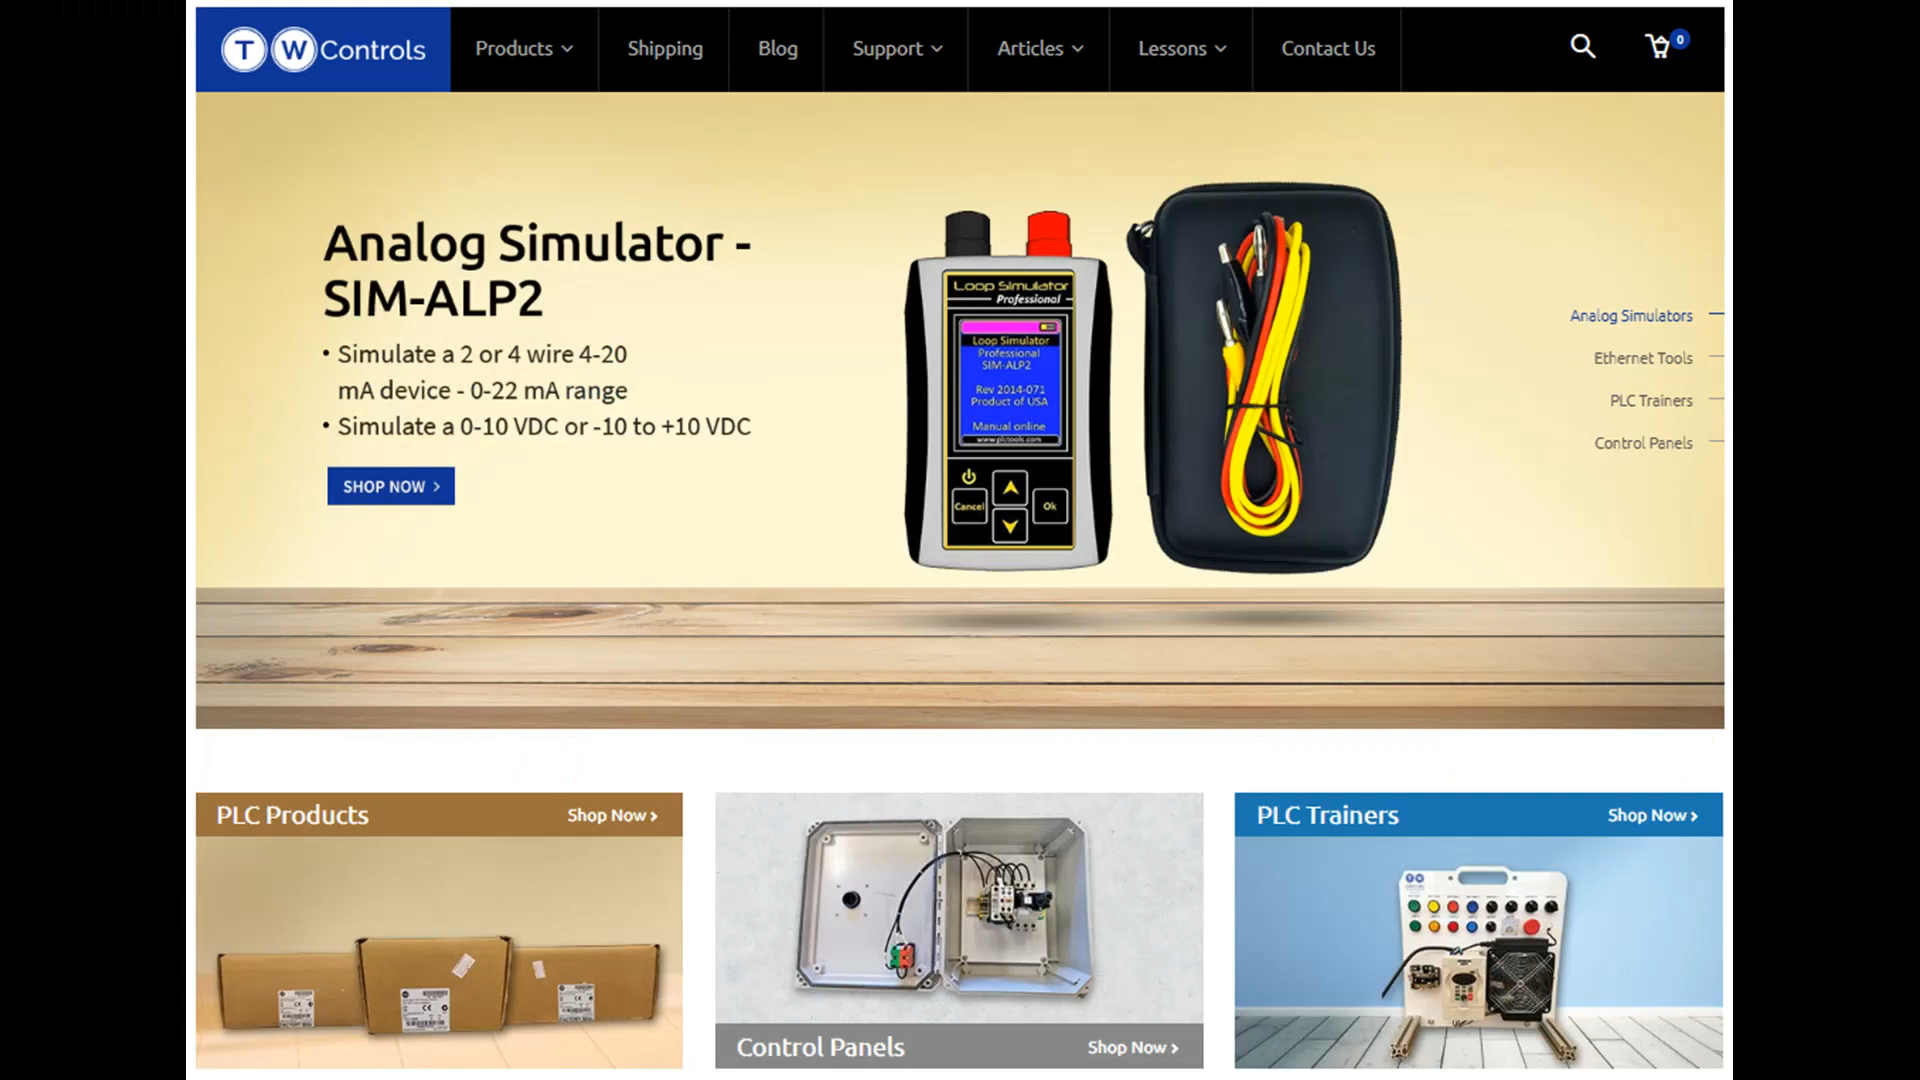 T W Controls
Products
Shipping
Blog
Support
Articles
Lessons
Contact Us
0
Analog Simulator -
SIM-ALP2
• Simulate a 2 or 4 wire 4-20
mA device - 0-22 mA range
• Simulate a 0-10 VDC or -10 to +10 VDC
SHOP NOW >
Loop Simulator
Professional
Loop Simulator
Professional
SIM-ALP2
Rev 2014-071
Product of USA
Manual online
www.plctools.com
Cancel
Ok
Analog Simulators
Ethernet Tools
PLC Trainers
Control Panels
PLC Products
Shop Now >
Control Panels
Shop Now >
PLC Trainers
Shop Now >